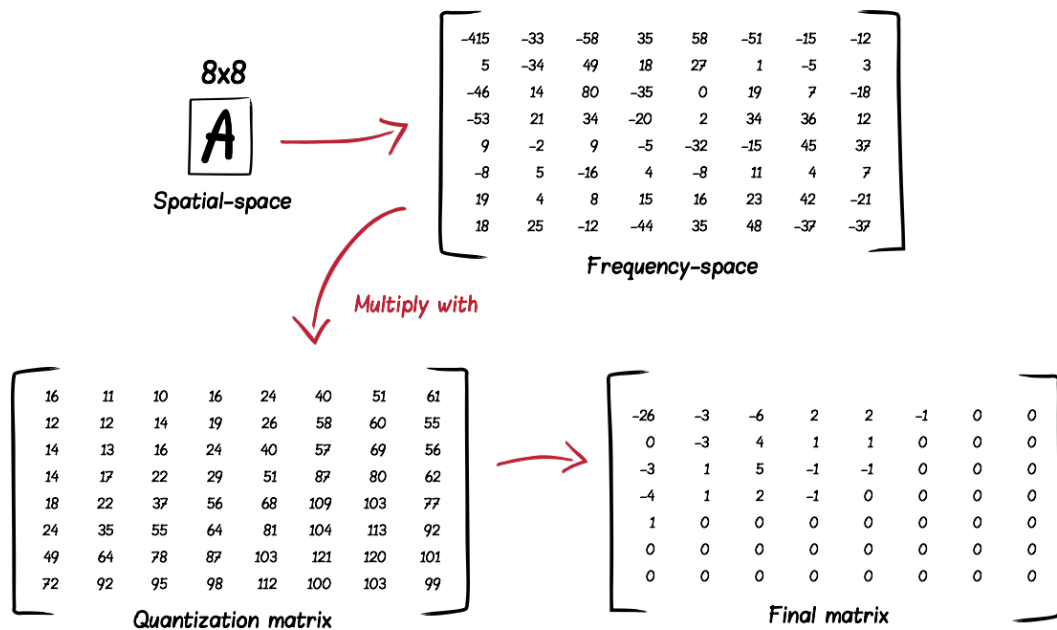 8x8
A
Spatial-space
-415 -33 -58 35 58 -51 -15 -12
5 -34 49 18 27 1 -5 3
-46 14 80 -35 0 19 7 -18
-53 21 34 -20 2 34 36 12
9 -2 9 -5 -32 -15 45 37
-8 5 -16 4 -8 11 4 7
19 4 8 15 16 23 42 -21
18 25 -12 -44 35 48 -37 -37
Frequency-space
Multiply with
16 11 10 16 24 40 51 61
12 12 14 19 26 58 60 55
14 13 16 24 40 57 69 56
14 17 22 29 51 87 80 62
18 22 37 56 68 109 103 77
24 35 55 64 81 104 113 92
49 64 78 87 103 121 120 101
72 92 95 98 112 100 103 99
Quantization matrix
-26 -3 -6 2 2 -1 0 0
0 -3 4 1 1 0 0 0
-3 1 5 -1 -1 0 0 0
-4 1 2 -1 0 0 0 0
1 0 0 0 0 0 0 0
0 0 0 0 0 0 0 0
0 0 0 0 0 0 0 0
Final matrix